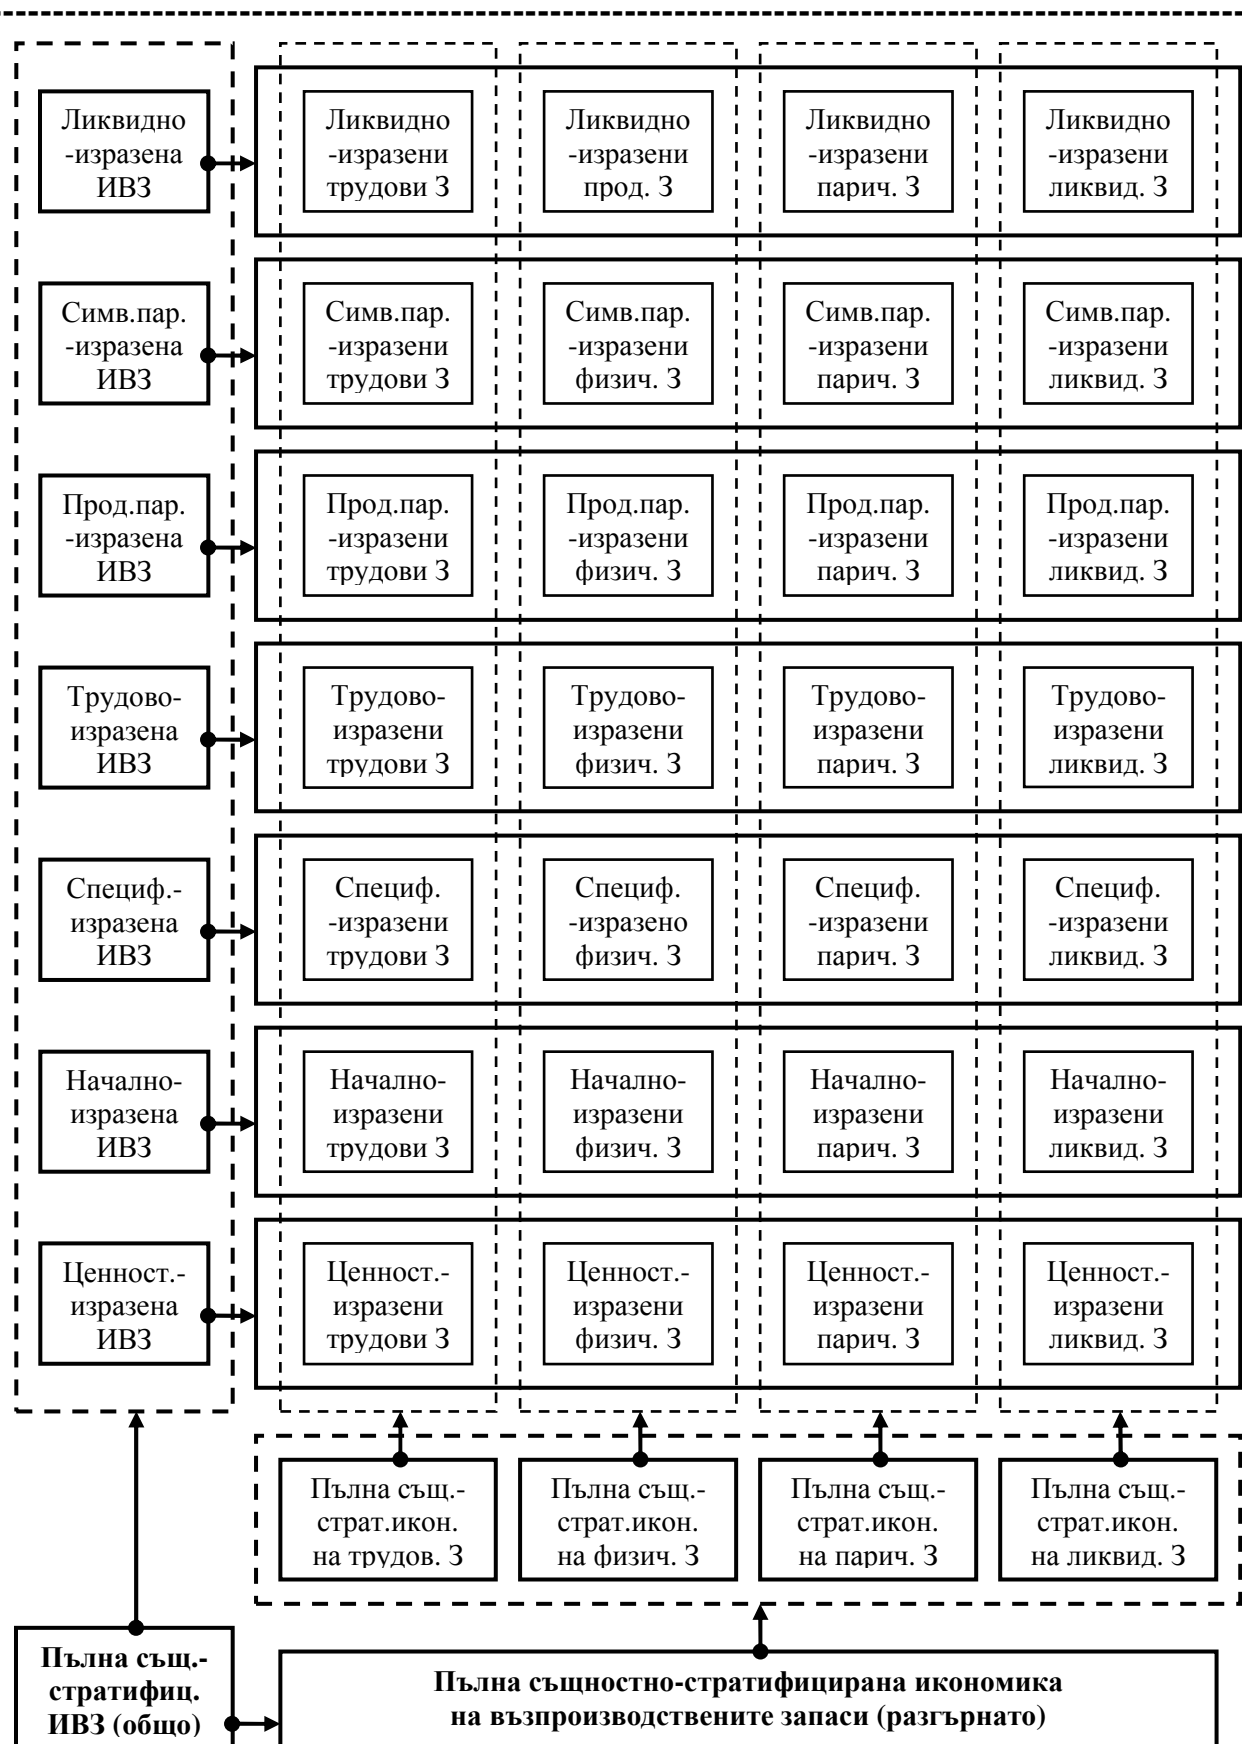 Ликвидно
-изразена
ИВЗ
Ликвидно
-изразени
трудови З
Ликвидно
-изразени
прод. З
Ликвидно
-изразени
парич. З
Ликвидно
-изразени
ликвид. З
Симв.пар.
-изразена
ИВЗ
Симв.пар.
-изразени
трудови З
Симв.пар.
-изразени
физич. З
Симв.пар.
-изразени
парич. З
Симв.пар.
-изразени
ликвид. З
Прод.пар.
-изразена
ИВЗ
Прод.пар.
-изразени
трудови З
Прод.пар.
-изразени
физич. З
Прод.пар.
-изразени
парич. З
Прод.пар.
-изразени
ликвид. З
Трудово-
изразена
ИВЗ
Трудово-
изразени
трудови З
Трудово-
изразени
физич. З
Трудово-
изразени
парич. З
Трудово-
изразени
ликвид. З
Специф.-
изразена
ИВЗ
Специф.
-изразени
трудови З
Специф.
-изразено
физич. З
Специф.
-изразени
парич. З
Специф.
-изразени
ликвид. З
Начално-
изразена
ИВЗ
Начално-
изразени
трудови З
Начално-
изразени
физич. З
Начално-
изразени
парич. З
Начално-
изразени
ликвид. З
Ценност.-
изразена
ИВЗ
Ценност.-
изразени
трудови З
Ценност.-
изразени
физич. З
Ценност.-
изразени
парич. З
Ценност.-
изразени
ликвид. З
Пълна същ.-
страт.икон.
на трудов. З
Пълна същ.-
страт.икон.
на физич. З
Пълна същ.-
страт.икон.
на парич. З
Пълна същ.-
страт.икон.
на ликвид. З
Пълна същ.-
стратифиц.
ИВЗ (общо)
Пълна същностно-стратифицирана икономика
на възпроизводствените запаси (разгърнато)